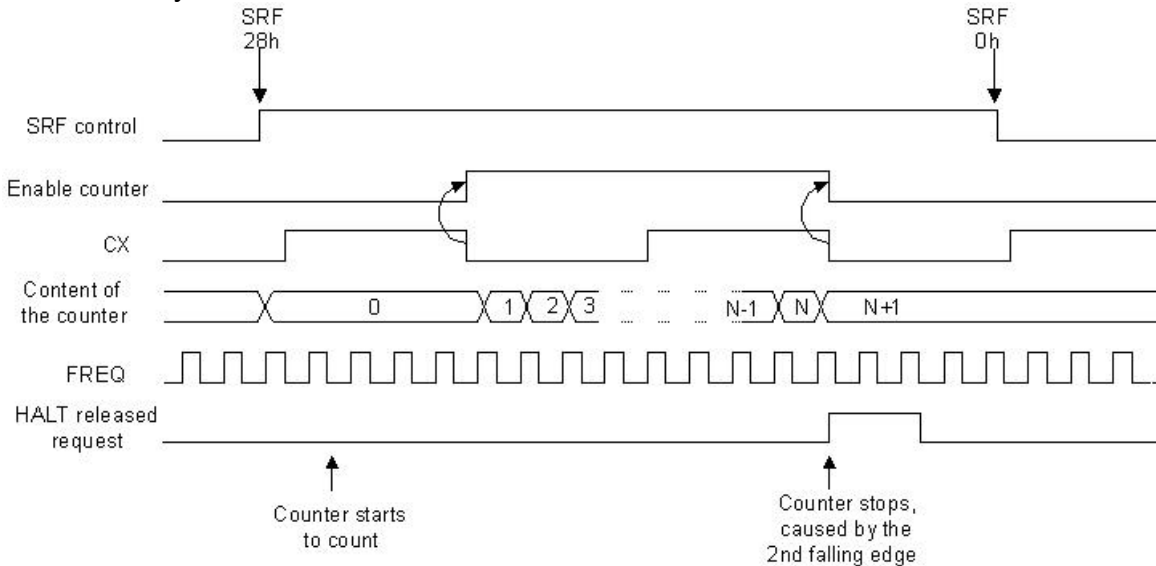 SRF
28h
SRF
0h
SRF control
Enable counter
CX
Content of
the counter
0 1 2 3 N-1 N N+1
FREQ
HALT released
request
Counter starts
to count
Counter stops,
caused by the
2nd falling edge